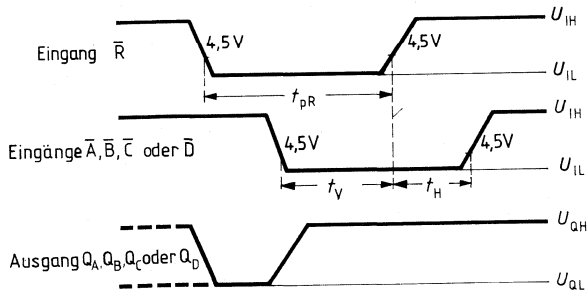 U_IH
Eingang R̅ 4,5V 4,5V
U_IL
t_pR
U_IH
Eingänge A̅, B̅, C̅ oder D̅ 4,5V 4,5V
U_IL
t_V t_H
U_QH
Ausgang Q_A, Q_B, Q_C oder Q_D
U_QL